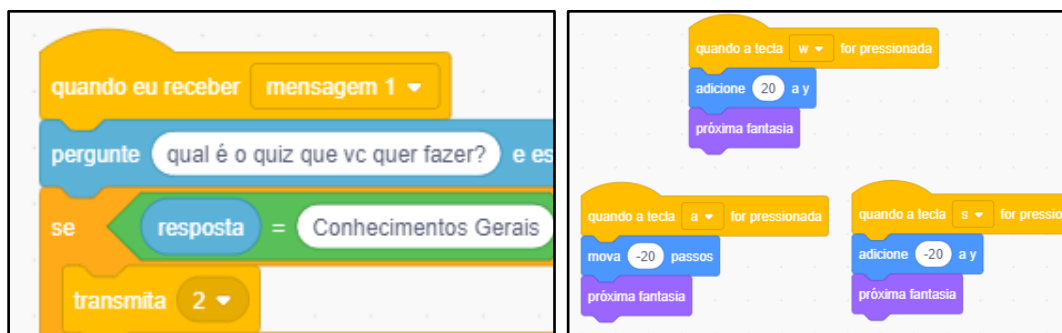 quando eu receber mensagem 1
pergunte qual é o quiz que vc quer fazer? e es
se resposta = Conhecimentos Gerais
transmita 2
quando a tecla w for pressionada
adicione 20 a y
próxima fantasia
quando a tecla a for pressionada
mova -20 passos
próxima fantasia
quando a tecla s for pressio
adicione -20 a y
próxima fantasia